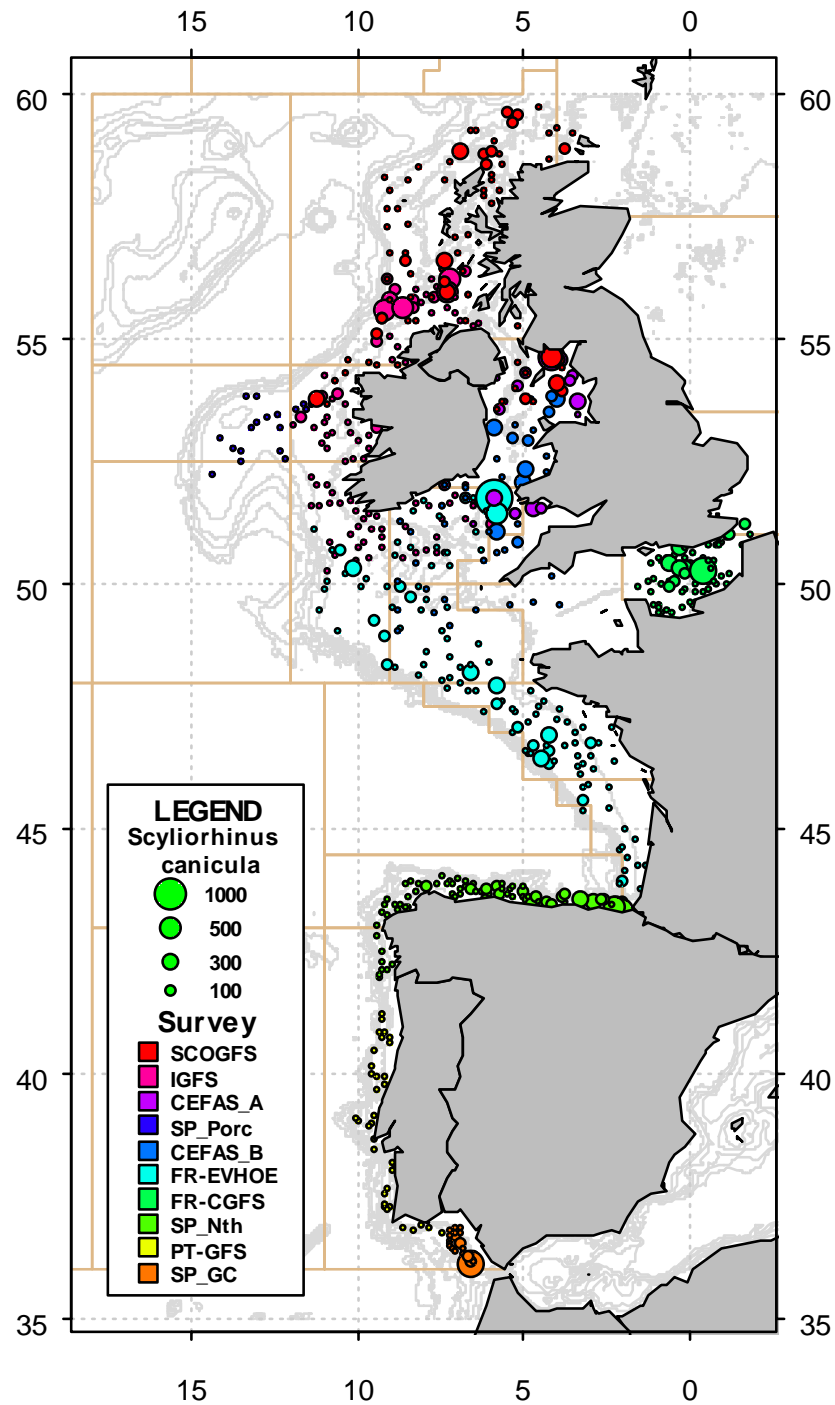 15 10 5 0
60 60
55 55
50 50
45 45
LEGEND
Scyliorhinus
canicula
1000
500
300
100
Survey
SCOGFS
IGFS
CEFAS_A
SP_Porc
CEFAS_B
FR-EVHOE
FR-CGFS
SP_Nth
PT-GFS
SP_GC
40 40
35 35
15 10 5 0